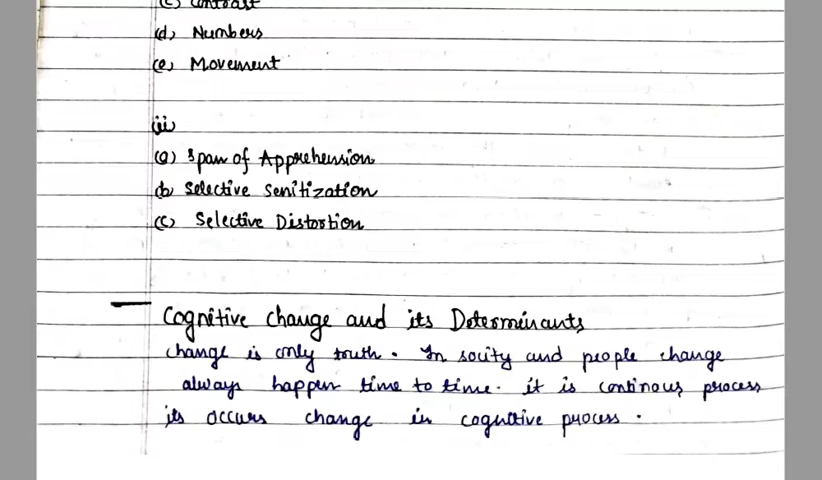 (c) Contrast
(d) Numbers
(e) Movement
(ii)
(a) Span of Apprehension
(b) Selective Senitization
(c) Selective Distortion
Cognitive change and its Determinants
change is only truth. In socity and people change
always happen time to time. it is continous process
its occurs change in cognitive process.